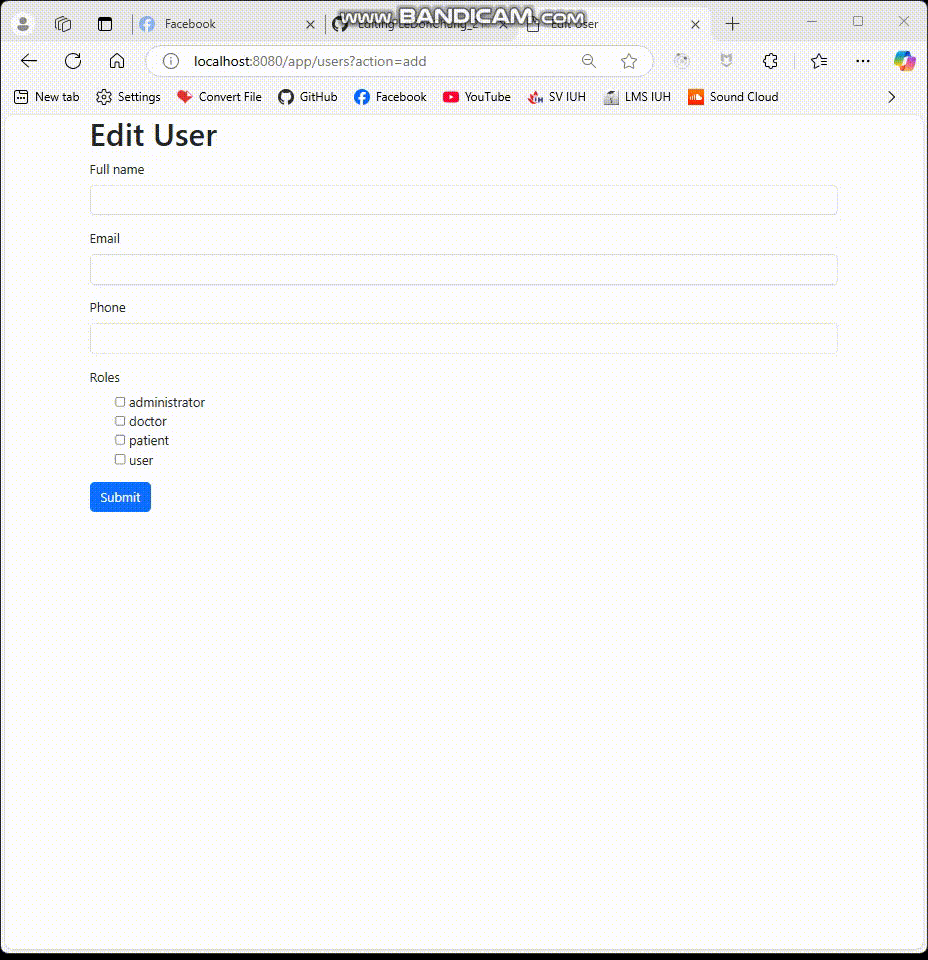 Facebook
www.BANDICAM.com
Edit User
localhost:8080/app/users?action=add
New tab Settings Convert File GitHub Facebook YouTube SV IUH LMS IUH Sound Cloud
Edit User
Full name
Email
Phone
Roles
administrator
doctor
patient
user
Submit